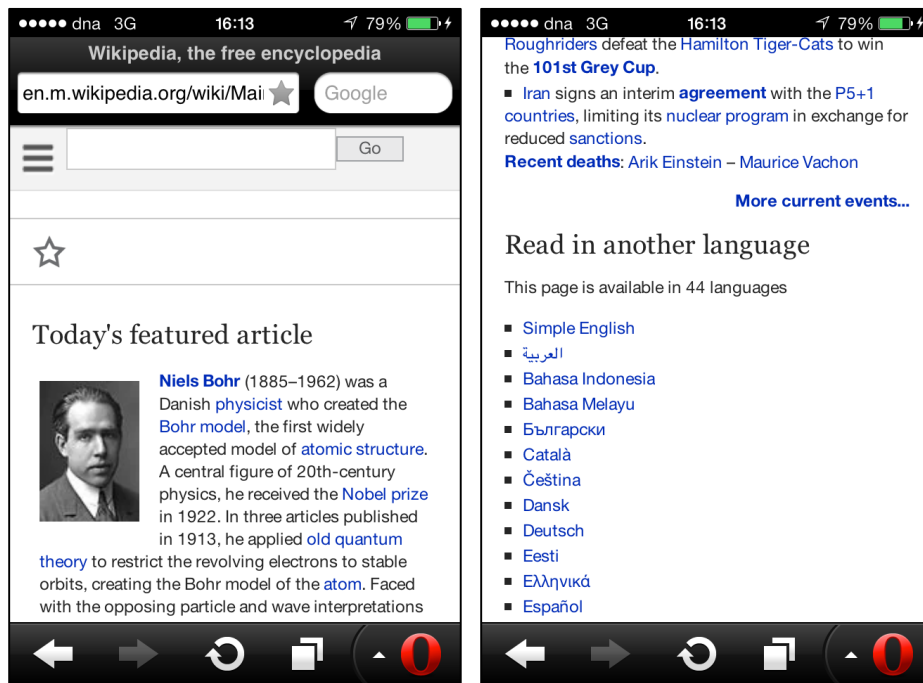 dna 3G 16:13 79%
Wikipedia, the free encyclopedia
en.m.wikipedia.org/wiki/Mai
Google
Go
Today's featured article
Niels Bohr (1885–1962) was a
Danish physicist who created the
Bohr model, the first widely
accepted model of atomic structure.
A central figure of 20th-century
physics, he received the Nobel prize
in 1922. In three articles published
in 1913, he applied old quantum
theory to restrict the revolving electrons to stable
orbits, creating the Bohr model of the atom. Faced
with the opposing particle and wave interpretations
dna 3G 16:13 79%
Roughriders defeat the Hamilton Tiger-Cats to win
the 101st Grey Cup.
▪ Iran signs an interim agreement with the P5+1
countries, limiting its nuclear program in exchange for
reduced sanctions.
Recent deaths: Arik Einstein – Maurice Vachon
More current events...
Read in another language
This page is available in 44 languages
▪ Simple English
▪ العربية
▪ Bahasa Indonesia
▪ Bahasa Melayu
▪ Български
▪ Català
▪ Čeština
▪ Dansk
▪ Deutsch
▪ Eesti
▪ Ελληνικά
▪ Español